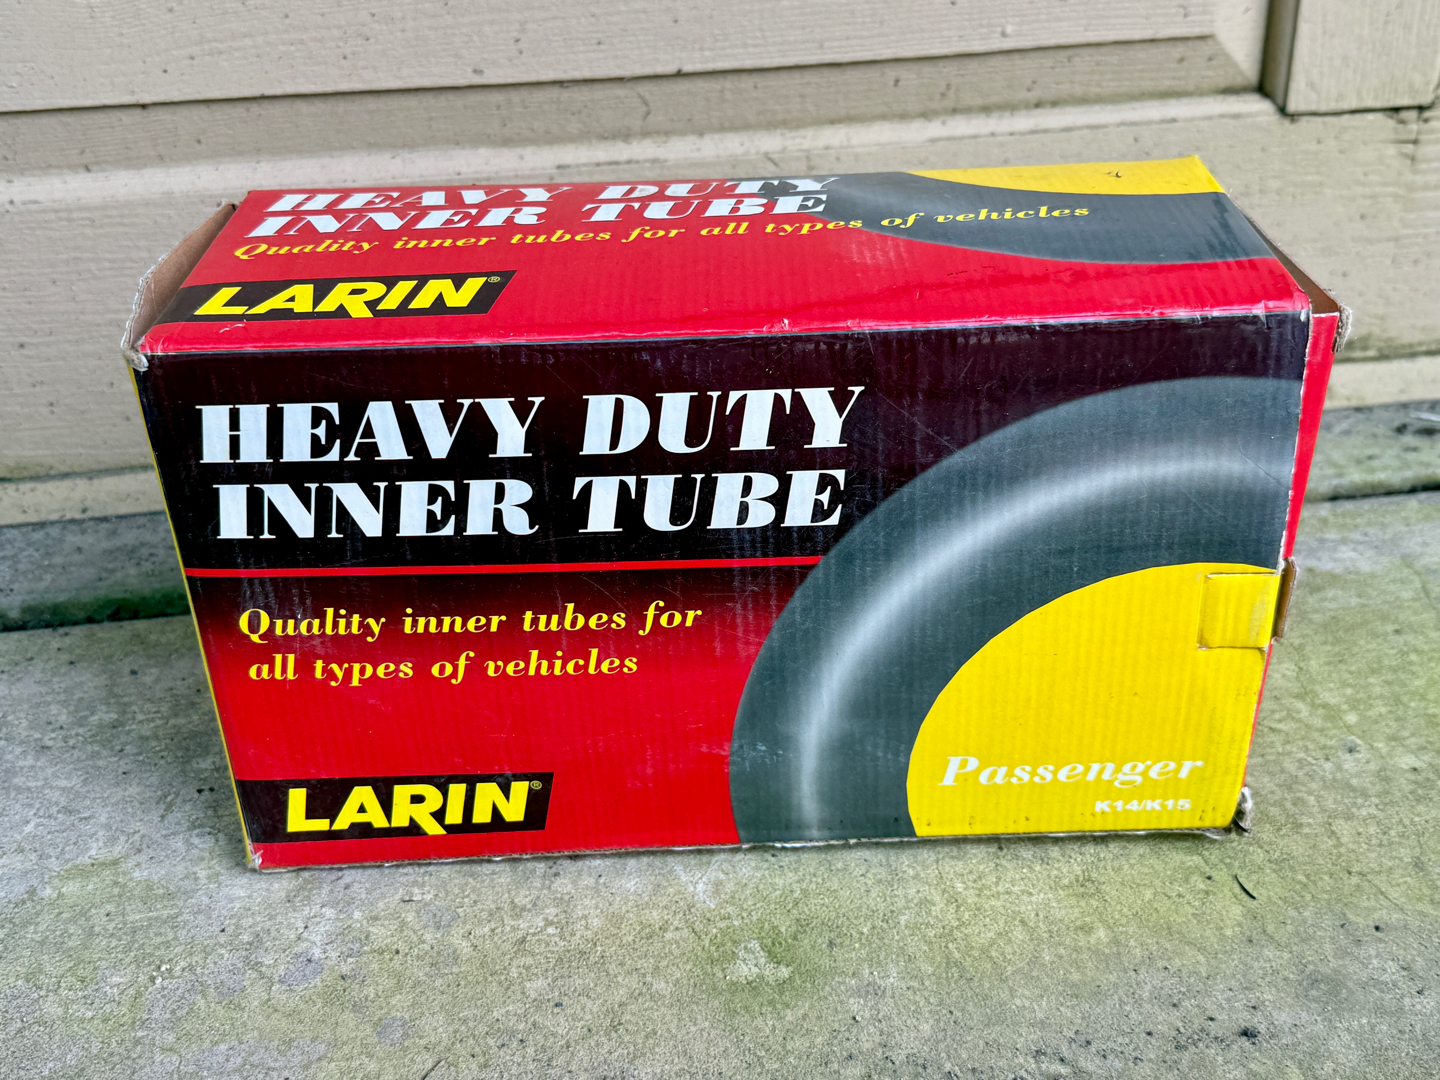 HEAVY DUTY
INNER TUBE
Quality inner tubes for all types of vehicles
LARIN®
HEAVY DUTY
INNER TUBE
Quality inner tubes for
all types of vehicles
LARIN®
Passenger
K14/K15